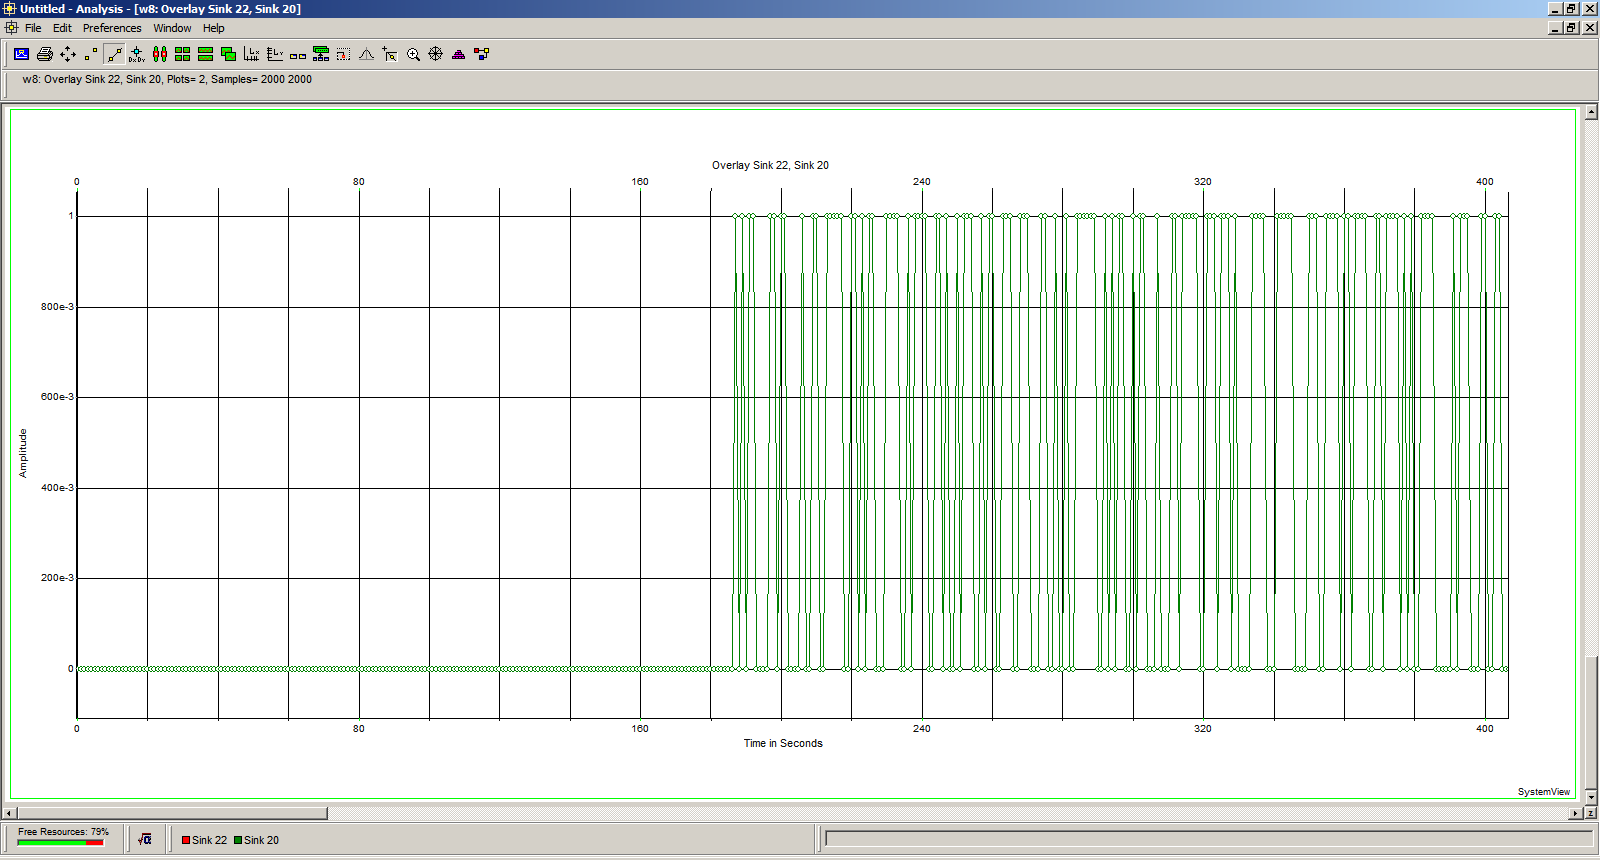 Untitled - Analysis - [w8: Overlay Sink 22, Sink 20]
File Edit Preferences Window Help
w8: Overlay Sink 22, Sink 20, Plots= 2, Samples= 2000 2000
Overlay Sink 22, Sink 20
0 80 160 240 320 400
1
800e-3
600e-3
400e-3
200e-3
0
Amplitude
0 80 160 240 320 400
Time in Seconds
SystemView
Free Resources: 79%
Sink 22 Sink 20